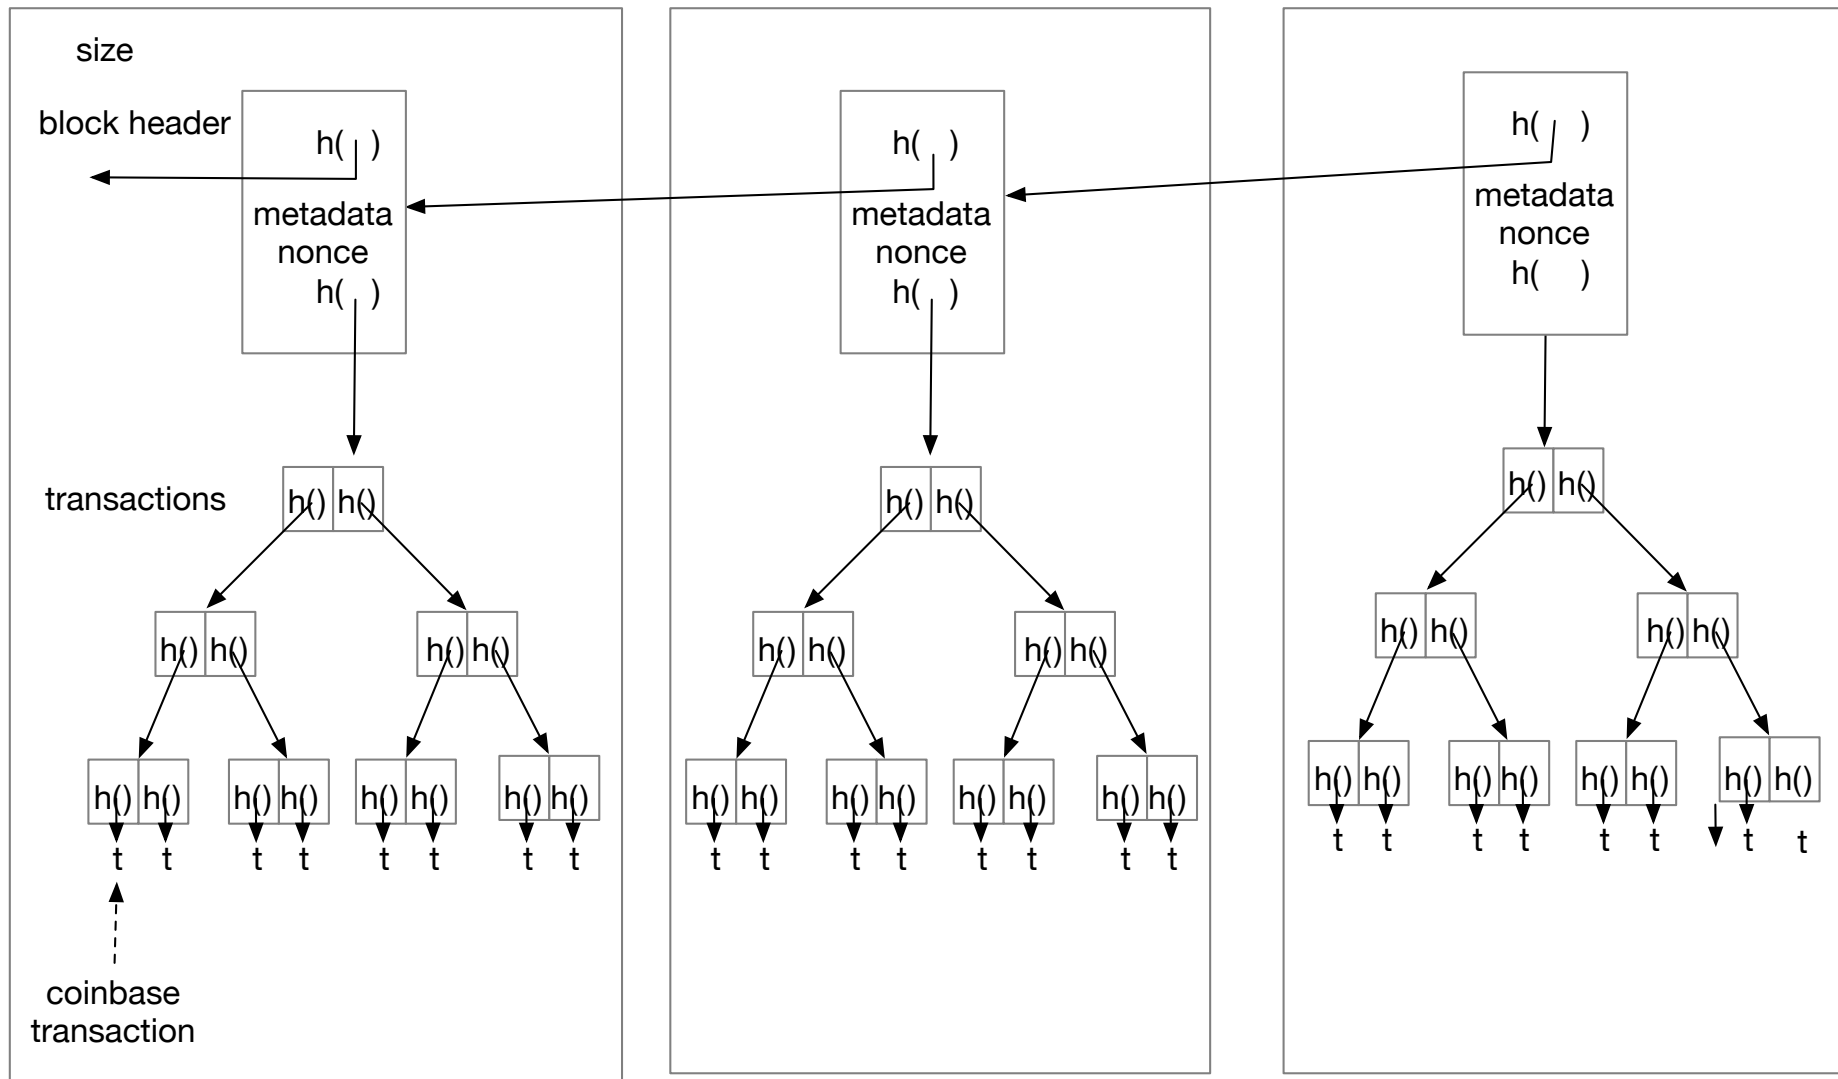 size
block header
h( )
metadata
nonce
h( )
h( )
metadata
nonce
h( )
h( )
metadata
nonce
h( )
transactions
h() h()
h() h()
h() h()
h() h() h() h()
h() h() h() h()
h() h() h() h()
h() h() h() h() h() h() h() h()
h() h() h() h() h() h() h() h()
h() h() h() h() h() h() h() h()
t t t t t t t t
t t t t t t t t
t t t t t t t t
coinbase
transaction